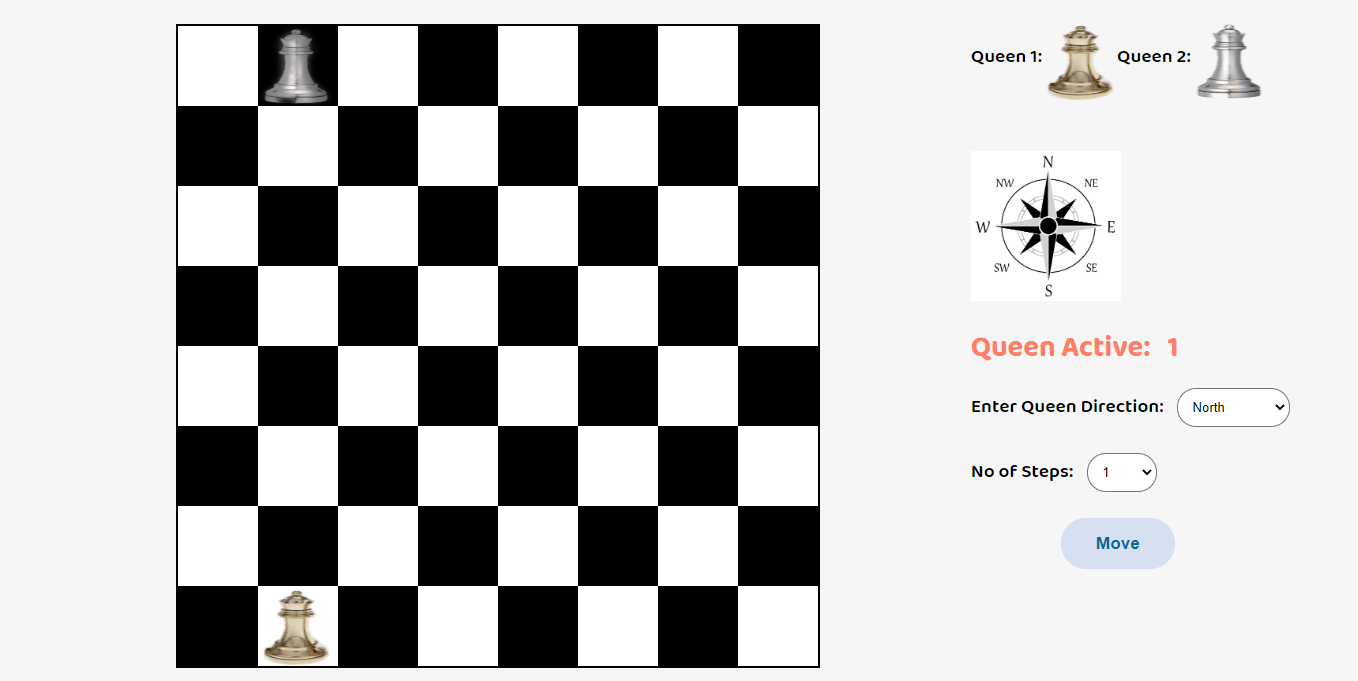 Queen 1: Queen 2:
N
NW NE
W E
SW SE
S
Queen Active: 1
Enter Queen Direction: North
No of Steps: 1
Move